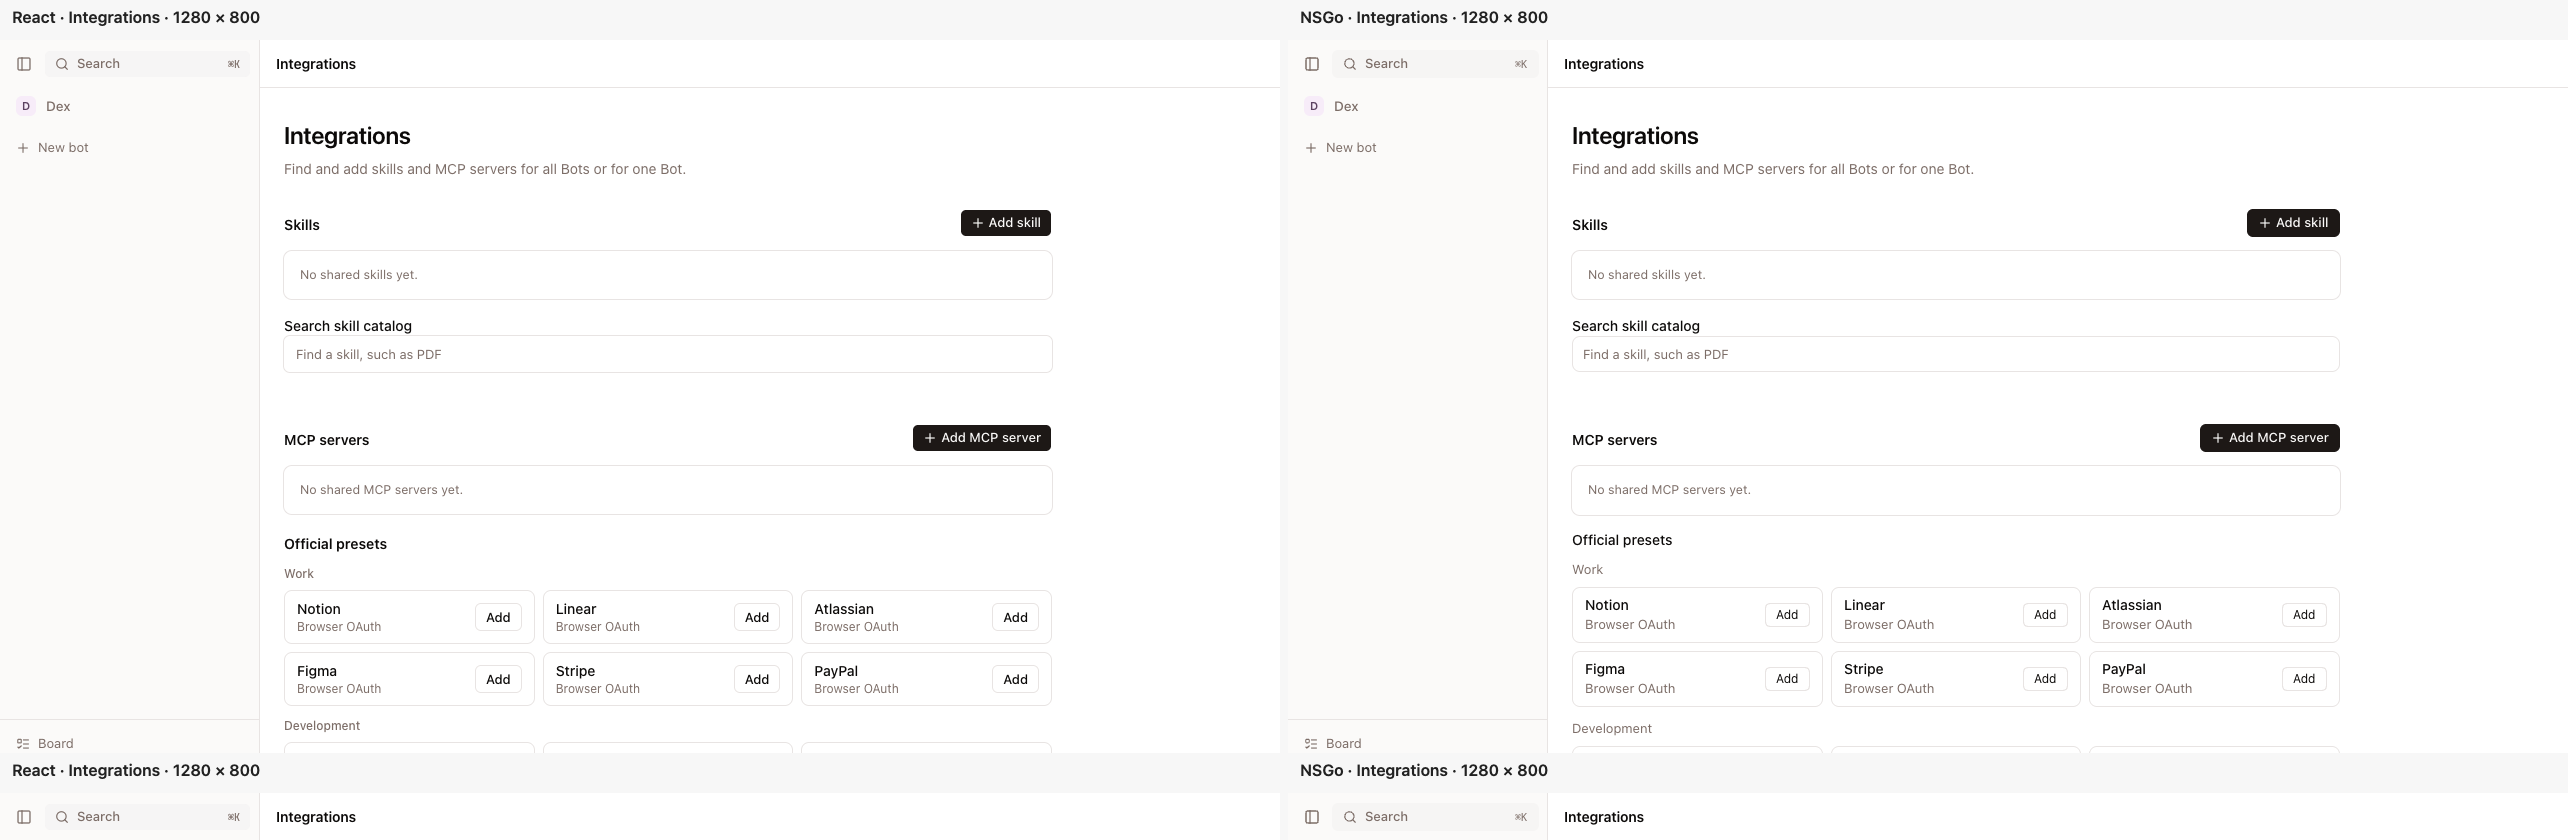 React · Integrations · 1280 × 800
Search ⌘K
Integrations
D Dex
New bot
Integrations
Find and add skills and MCP servers for all Bots or for one Bot.
Skills
Add skill
No shared skills yet.
Search skill catalog
Find a skill, such as PDF
MCP servers
Add MCP server
No shared MCP servers yet.
Official presets
Work
Notion
Browser OAuth
Add
Linear
Browser OAuth
Add
Atlassian
Browser OAuth
Add
Figma
Browser OAuth
Add
Stripe
Browser OAuth
Add
PayPal
Browser OAuth
Add
Development
Board
NSGo · Integrations · 1280 × 800
Search ⌘K
Integrations
D Dex
New bot
Integrations
Find and add skills and MCP servers for all Bots or for one Bot.
Skills
Add skill
No shared skills yet.
Search skill catalog
Find a skill, such as PDF
MCP servers
Add MCP server
No shared MCP servers yet.
Official presets
Work
Notion
Browser OAuth
Add
Linear
Browser OAuth
Add
Atlassian
Browser OAuth
Add
Figma
Browser OAuth
Add
Stripe
Browser OAuth
Add
PayPal
Browser OAuth
Add
Development
Board
React · Integrations · 1280 × 800
Search ⌘K
Integrations
NSGo · Integrations · 1280 × 800
Search ⌘K
Integrations